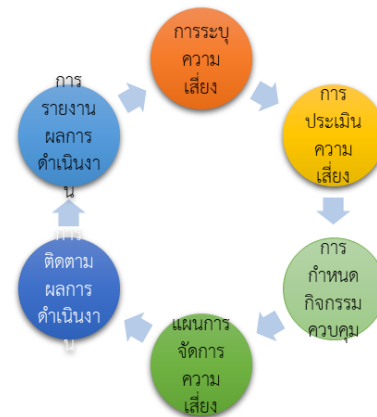 การระบุ
ความ
เสี่ยง
การ
ประเมิน
ความ
เสี่ยง
การ
กำหนด
กิจกรรม
ควบคุม
แผนการ
จัดการ
ความ
เสี่ยง
การ
ติดตาม
ผลการ
ดำเนินงา
น
การ
รายงาน
ผลการ
ดำเนินงา
น